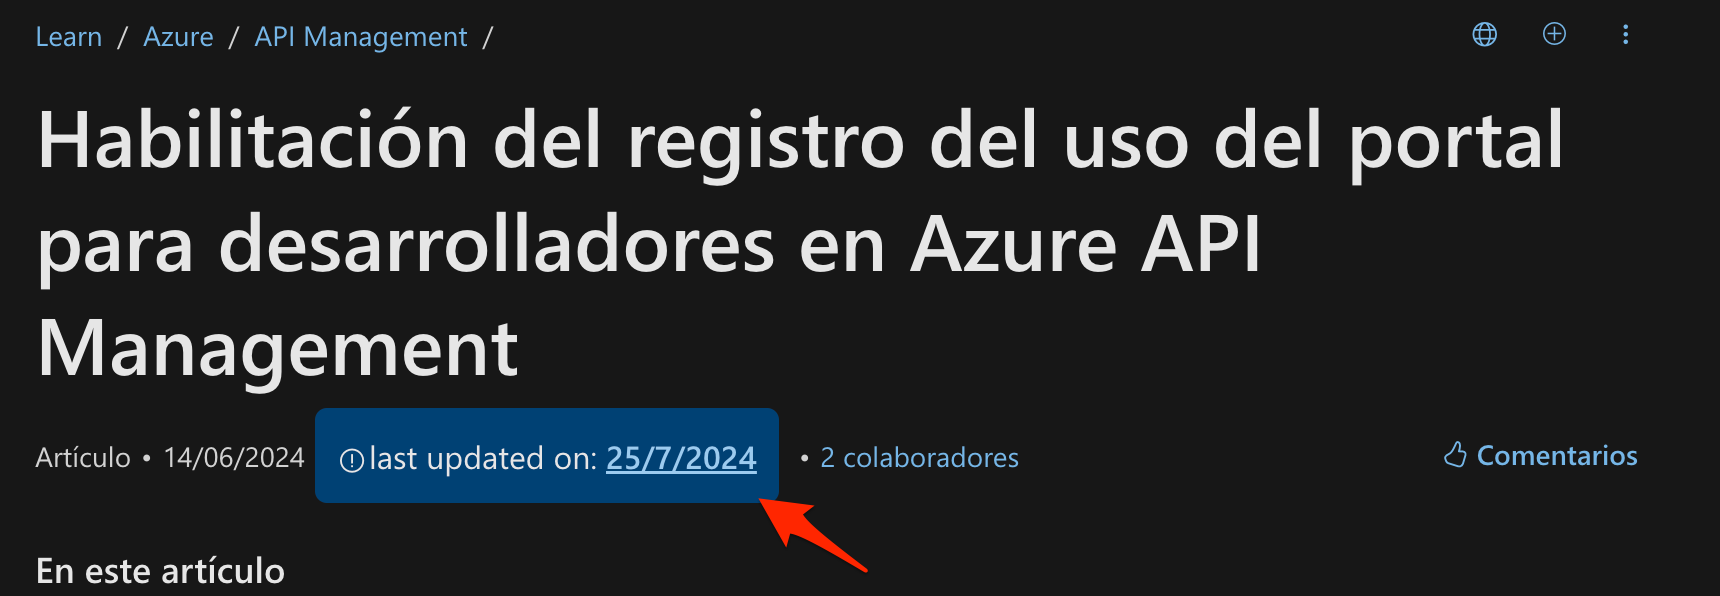 Learn / Azure / API Management /
Habilitación del registro del uso del portal
para desarrolladores en Azure API
Management
Artículo • 14/06/2024 last updated on: 25/7/2024 • 2 colaboradores Comentarios
En este artículo